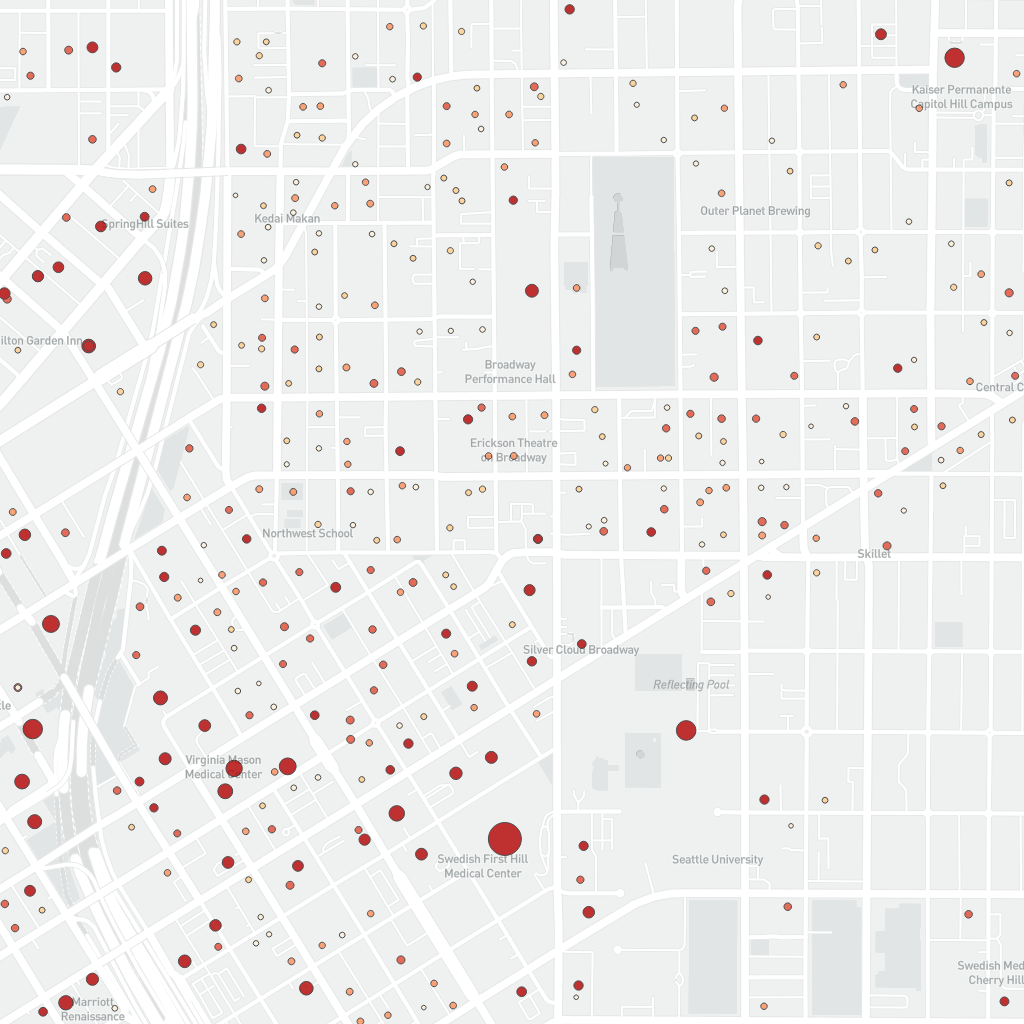 Kaiser Permanente
Capitol Hill Campus
SpringHill Suites
Kedai Makan
Outer Planet Brewing
ilton Garden Inn
Broadway
Performance Hall
Central C
Erickson Theatre
on Broadway
Northwest School
Skillet
Silver Cloud Broadway
Reflecting Pool
tle
Virginia Mason
Medical Center
Swedish First Hill
Medical Center
Seattle University
Swedish Med
Cherry Hill
Marriott
Renaissance